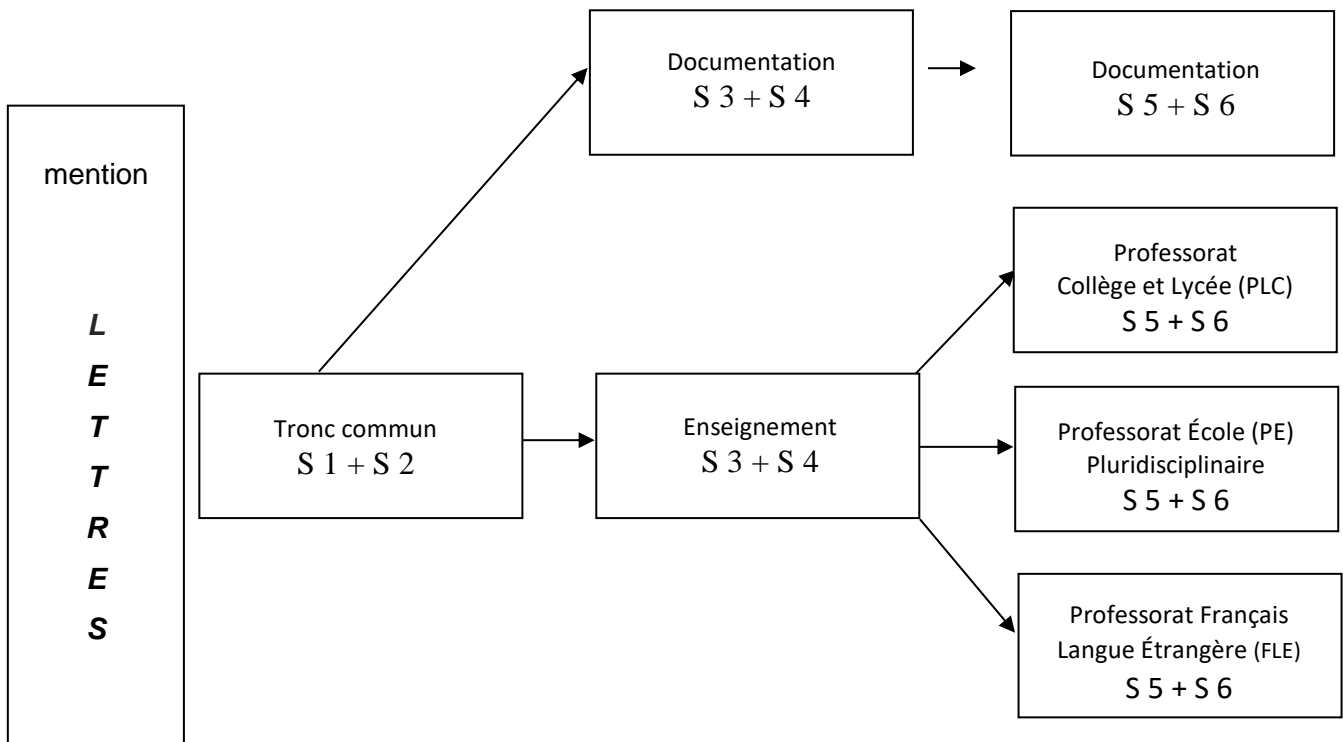 mention
L
E
T
T
R
E
S
Tronc commun
S 1 + S 2
Documentation
S 3 + S 4
Documentation
S 5 + S 6
Enseignement
S 3 + S 4
Professorat
Collège et Lycée (PLC)
S 5 + S 6
Professorat École (PE)
Pluridisciplinaire
S 5 + S 6
Professorat Français
Langue Étrangère (FLE)
S 5 + S 6